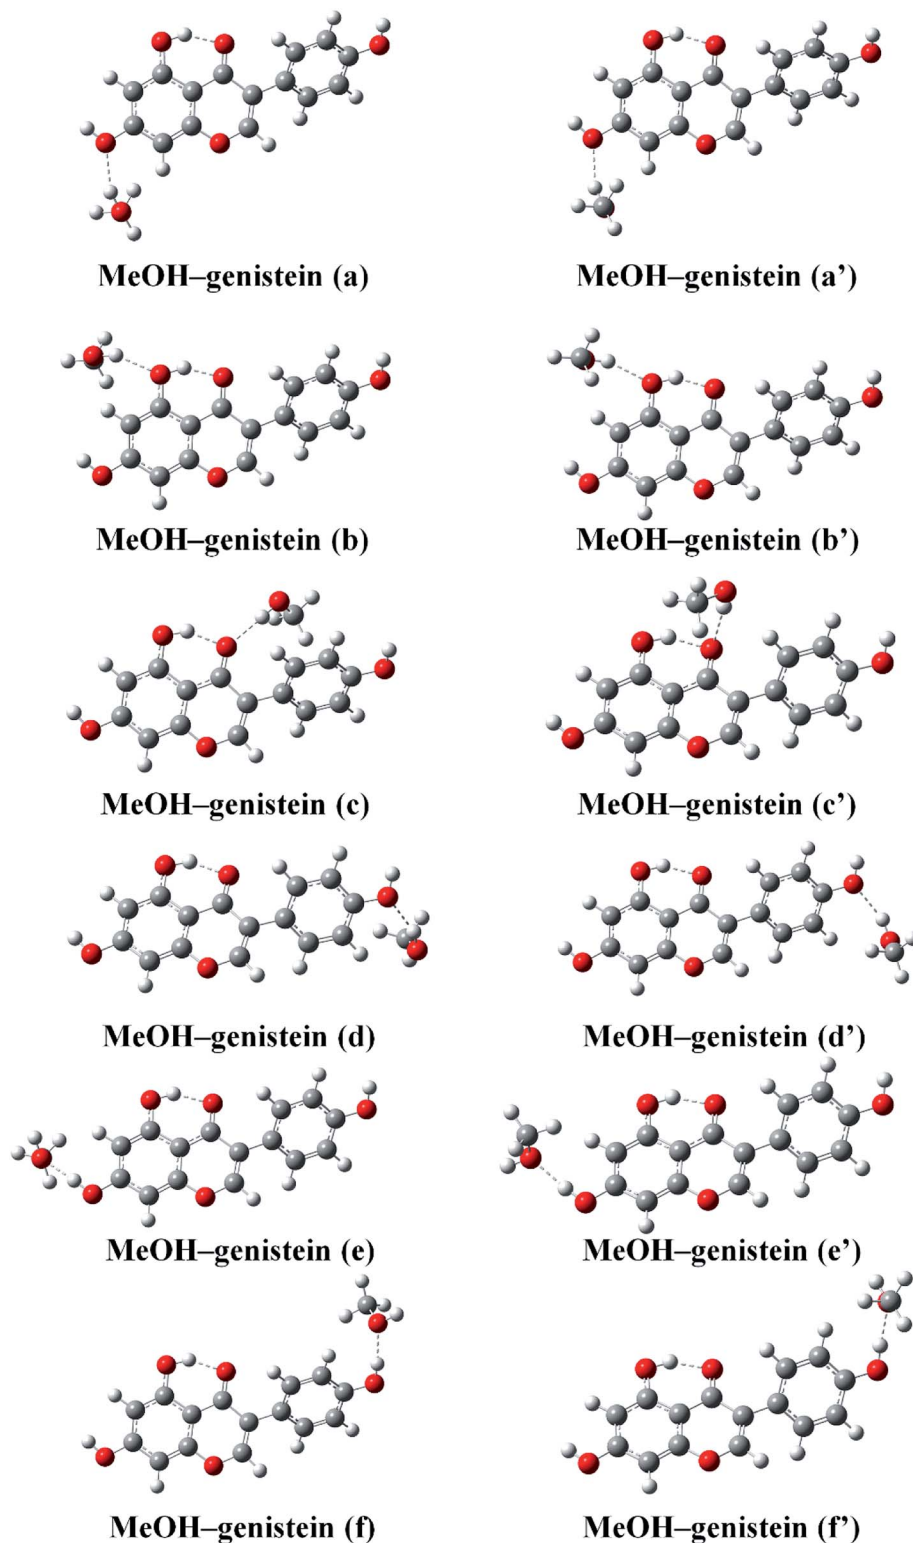 MeOH–genistein (a)
MeOH–genistein (a’)
MeOH–genistein (b)
MeOH–genistein (b’)
MeOH–genistein (c)
MeOH–genistein (c’)
MeOH–genistein (d)
MeOH–genistein (d’)
MeOH–genistein (e)
MeOH–genistein (e’)
MeOH–genistein (f)
MeOH–genistein (f’)